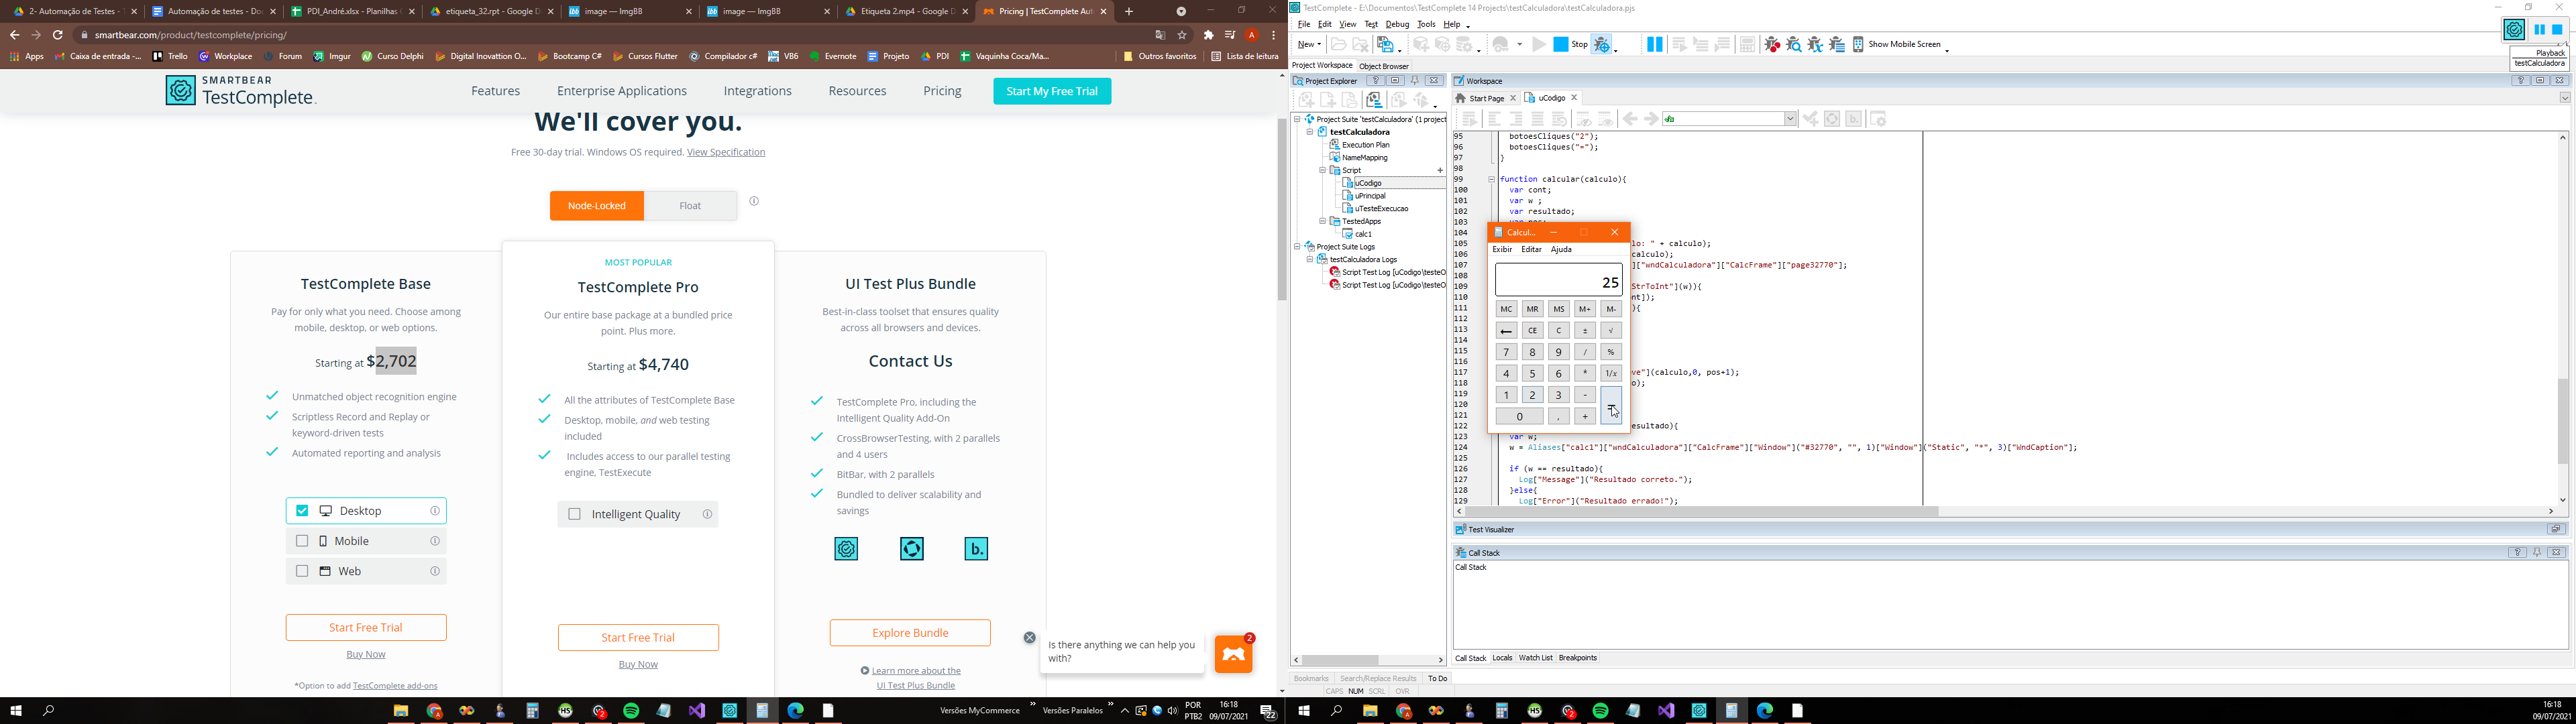 2- Automação de Testes -
Automação de testes - Do
PDI_André.xlsx - Planilhas
etiqueta_32.rpt - Google D
image — ImgBB
image — ImgBB
Etiqueta 2.mp4 - Google D
Pricing | TestComplete Aut
smartbear.com/product/testcomplete/pricing/
Apps
Caixa de entrada -...
Trello
Workplace
Forum
Imgur
Curso Delphi
Digital Inovattion O...
Bootcamp C#
Cursos Flutter
Compilador c#
VB6
Evernote
Projeto
PDI
Vaquinha Coca/Ma...
Outros favoritos
Lista de leitura
SMARTBEAR
TestComplete
Features
Enterprise Applications
Integrations
Resources
Pricing
Start My Free Trial
We'll cover you.
Free 30-day trial. Windows OS required. View Specification
Node-Locked
Float
TestComplete Base
Pay for only what you need. Choose among
mobile, desktop, or web options.
Starting at $2,702
Unmatched object recognition engine
Scriptless Record and Replay or
keyword-driven tests
Automated reporting and analysis
Desktop
Mobile
Web
Start Free Trial
Buy Now
*Option to add TestComplete add-ons
MOST POPULAR
TestComplete Pro
Our entire base package at a bundled price
point. Plus more.
Starting at $4,740
All the attributes of TestComplete Base
Desktop, mobile, and web testing
included
Includes access to our parallel testing
engine, TestExecute
Intelligent Quality
Start Free Trial
Buy Now
UI Test Plus Bundle
Best-in-class toolset that ensures quality
across all browsers and devices.
Contact Us
TestComplete Pro, including the
Intelligent Quality Add-On
CrossBrowserTesting, with 2 parallels
and 4 users
BitBar, with 2 parallels
Bundled to deliver scalability and
savings
b.
Explore Bundle
Learn more about the
UI Test Plus Bundle
Is there anything we can help you
with?
2
Versões MyCommerce
Versões Paralelos
POR
PTB2
16:18
09/07/2021
22
TestComplete - E:\Documentos\TestComplete 14 Projects\testCalculadora\testCalculadora.pjs
File Edit View Test Debug Tools Help
New
Stop
Show Mobile Screen
Playback
testCalculadora
Project Workspace
Object Browser
Project Explorer
Project Suite 'testCalculadora' (1 project
testCalculadora
Execution Plan
NameMapping
Script
uCodigo
uPrincipal
uTesteExecucao
TestedApps
calc1
Project Suite Logs
testCalculadora Logs
Script Test Log [uCodigo\testeO
Script Test Log [uCodigo\testeO
Workspace
Start Page
uCodigo
95 botoesCliques("2");
96 botoesCliques("=");
97 }
98
99 function calcular(calculo){
100 var cont;
101 var w ;
102 var resultado;
103
104
105 lo: " + calculo);
106 calculo);
107 ]["wndCalculadora"]["CalcFrame"]["page32770"];
108
109 StrToInt"](w)){
110 nt]);
111 ){
112
113
114
115
116
117 ve"](calculo,0, pos+1);
118 o);
119
120
121
122 esultado){
123 var w;
124 w = Aliases["calc1"]["wndCalculadora"]["CalcFrame"]["Window"]("#32770", "", 1)["Window"]("Static", "*", 3)["WndCaption"];
125
126 if (w == resultado){
127 Log["Message"]("Resultado correto.");
128 }else{
129 Log["Error"]("Resultado errado!");
Calcul...
Exibir Editar Ajuda
25
MC MR MS M+ M-
← CE C ± √
7 8 9 / %
4 5 6 * 1/x
1 2 3 - =
0 . +
Test Visualizer
Call Stack
Call Stack
Call Stack Locals Watch List Breakpoints
Bookmarks Search/Replace Results To Do
CAPS NUM SCRL OVR
16:18
09/07/2021